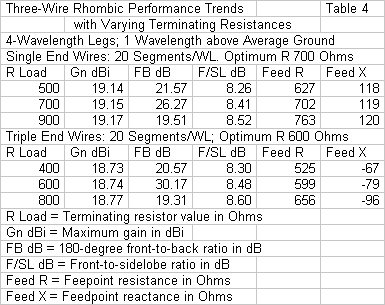 Three-Wire Rhombic Performance Trends Table 4
with Varying Terminating Resistances
4-Wavelength Legs; 1 Wavelength above Average Ground
Single End Wires: 20 Segments/WL. Optimum R 700 Ohms
R Load Gn dBi FB dB F/SL dB Feed R Feed X
500 19.14 21.57 8.26 627 118
700 19.15 26.27 8.41 702 119
900 19.17 19.51 8.52 763 120
Triple End Wires: 20 Segments/WL; Optimum R 600 Ohms
R Load Gn dBi FB dB F/SL dB Feed R Feed X
400 18.73 20.57 8.30 525 -67
600 18.74 30.17 8.48 599 -79
800 18.77 19.31 8.60 656 -96
R Load = Terminating resistor value in Ohms
Gn dBi = Maximum gain in dBi
FB dB = 180-degree front-to-back ratio in dB
F/SL dB = Front-to-sidelobe ratio in dB
Feed R = Feepoint resistance in Ohms
Feed X = Feedpoint reactance in Ohms